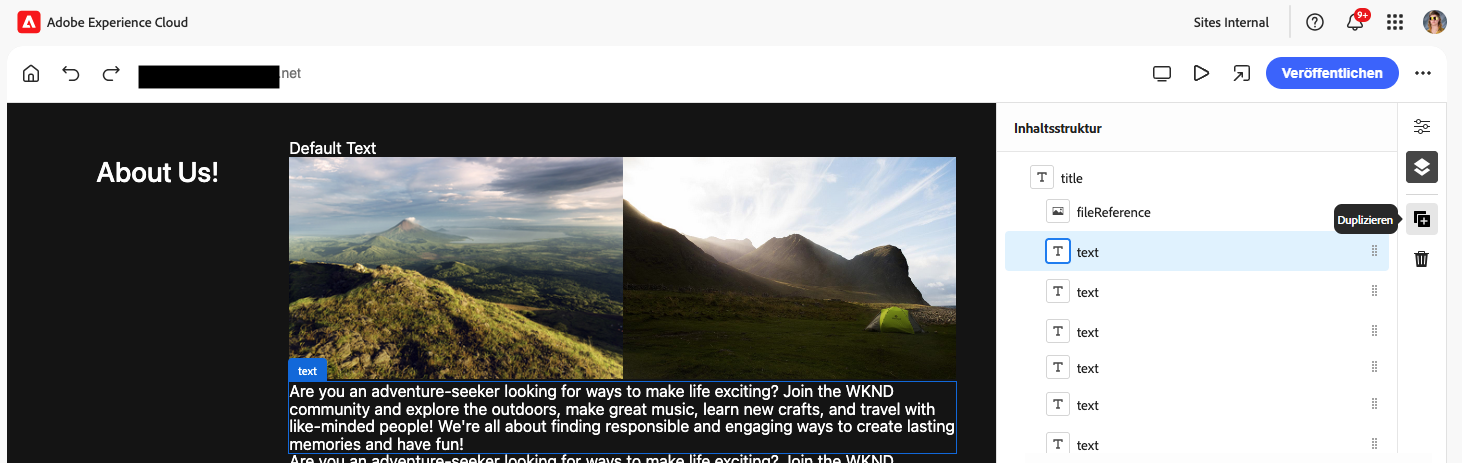 Adobe Experience Cloud
Sites Internal
9+
.net
Veröffentlichen
About Us!
Default Text
text
Are you an adventure-seeker looking for ways to make life exciting? Join the WKND
community and explore the outdoors, make great music, learn new crafts, and travel with
like-minded people! We're all about finding responsible and engaging ways to create lasting
memories and have fun!
Are you an adventure-seeker looking for ways to make life exciting? Join the WKND
Inhaltsstruktur
T title
fileReference
Duplizieren
T text
T text
T text
T text
T text
T text